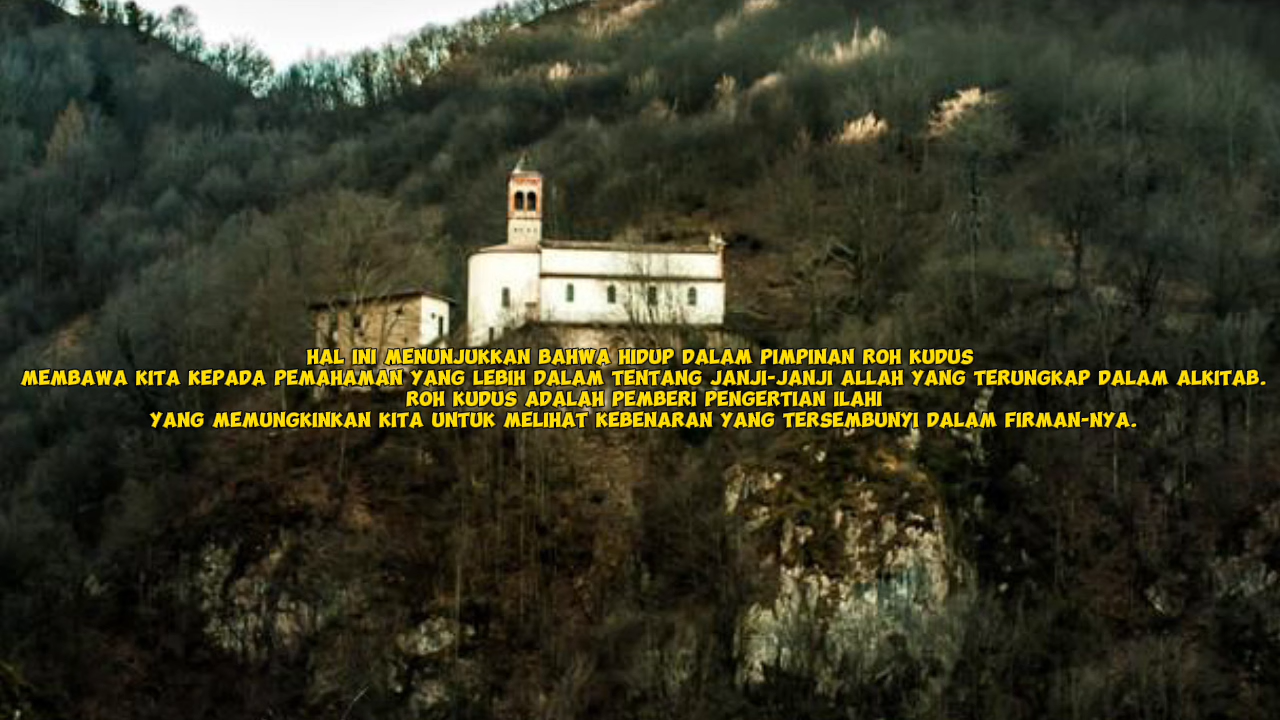 HAL INI MENUNJUKKAN BAHWA HIDUP DALAM PIMPINAN ROH KUDUS
MEMBAWA KITA KEPADA PEMAHAMAN YANG LEBIH DALAM TENTANG JANJI-JANJI ALLAH YANG TERUNGKAP DALAM ALKITAB.
ROH KUDUS ADALAH PEMBERI PENGERTIAN ILAHI
YANG MEMUNGKINKAN KITA UNTUK MELIHAT KEBENARAN YANG TERSEMBUNYI DALAM FIRMAN-NYA.